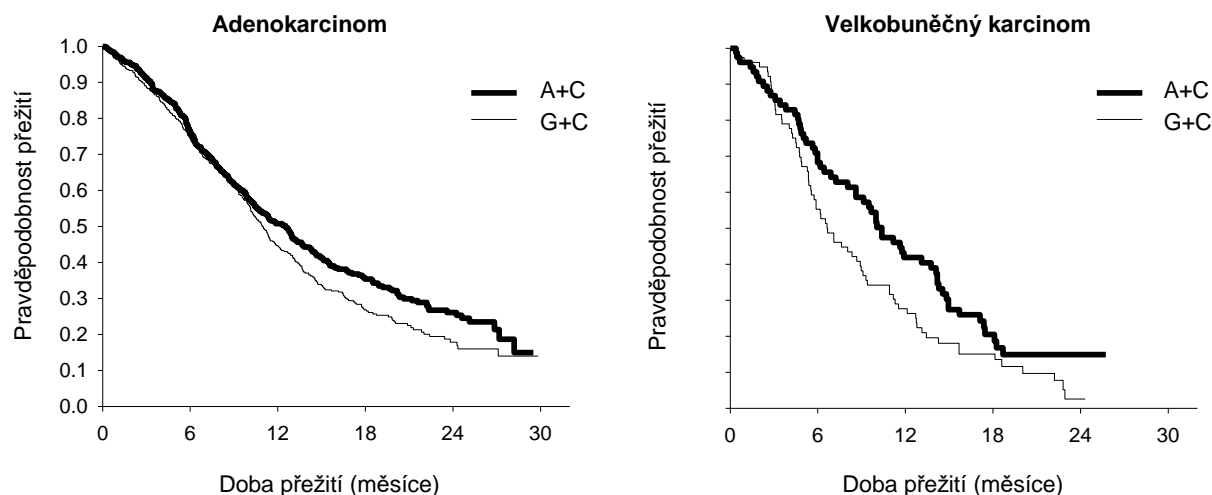 Adenokarcinom
Pravděpodobnost přežití
1.0
0.9
0.8
0.7
0.6
0.5
0.4
0.3
0.2
0.1
0.0
A+C
G+C
0 6 12 18 24 30
Doba přežití (měsíce)
Velkobuněčný karcinom
Pravděpodobnost přežití
A+C
G+C
0 6 12 18 24 30
Doba přežití (měsíce)